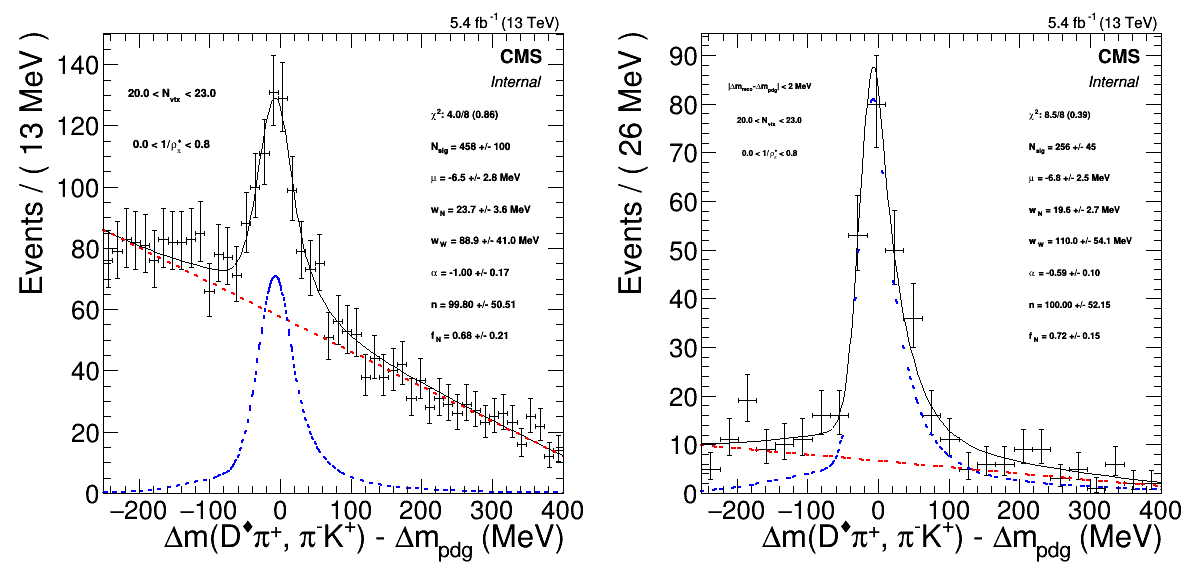 5.4 fb⁻¹ (13 TeV)
CMS
Internal
20.0 < N_vtx < 23.0
0.0 < 1/ρ_π^♦ < 0.8
χ²: 4.0/8 (0.86)
N_sig = 458 +/- 100
μ = -6.5 +/- 2.8 MeV
w_N = 23.7 +/- 3.6 MeV
w_W = 88.9 +/- 41.0 MeV
α = -1.00 +/- 0.17
n = 99.80 +/- 50.51
f_N = 0.68 +/- 0.21
Events / ( 13 MeV )
140
120
100
80
60
40
20
0
−200 −100 0 100 200 300 400
Δm(D♦π⁺, π⁻K⁺) - Δm_pdg (MeV)
5.4 fb⁻¹ (13 TeV)
CMS
Internal
|Δm_reco-Δm_pdg| < 2 MeV
20.0 < N_vtx < 23.0
0.0 < 1/ρ < 0.8
χ²: 8.5/8 (0.39)
N_sig = 256 +/- 45
μ = -6.8 +/- 2.5 MeV
w_N = 19.6 +/- 2.7 MeV
w_W = 110.0 +/- 54.1 MeV
α = -0.59 +/- 0.10
n = 100.00 +/- 52.15
f_N = 0.72 +/- 0.15
Events / ( 26 MeV )
90
80
70
60
50
40
30
20
10
0
−200 −100 0 100 200 300 400
Δm(D♦π⁺, π⁻K⁺) - Δm_pdg (MeV)